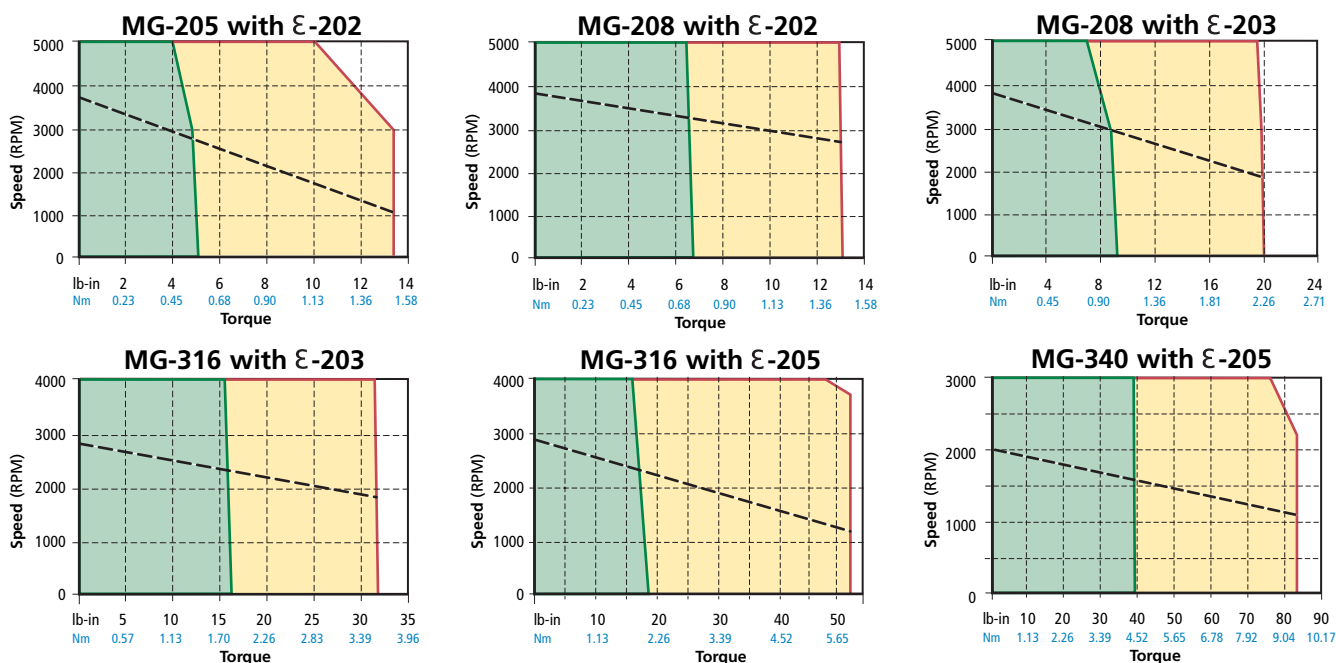 MG-205 with Ɛ-202
5000
4000
3000
2000
1000
0
Speed (RPM)
lb-in 2 4 6 8 10 12 14
Nm 0.23 0.45 0.68 0.90 1.13 1.36 1.58
Torque
MG-208 with Ɛ-202
5000
4000
3000
2000
1000
0
Speed (RPM)
lb-in 2 4 6 8 10 12 14
Nm 0.23 0.45 0.68 0.90 1.13 1.36 1.58
Torque
MG-208 with Ɛ-203
5000
4000
3000
2000
1000
0
Speed (RPM)
lb-in 4 8 12 16 20 24
Nm 0.45 0.90 1.36 1.81 2.26 2.71
Torque
MG-316 with Ɛ-203
4000
3000
2000
1000
0
Speed (RPM)
lb-in 5 10 15 20 25 30 35
Nm 0.57 1.13 1.70 2.26 2.83 3.39 3.96
Torque
MG-316 with Ɛ-205
4000
3000
2000
1000
0
Speed (RPM)
lb-in 10 20 30 40 50
Nm 1.13 2.26 3.39 4.52 5.65
Torque
MG-340 with Ɛ-205
3000
2000
1000
0
Speed (RPM)
lb-in 10 20 30 40 50 60 70 80 90
Nm 1.13 2.26 3.39 4.52 5.65 6.78 7.92 9.04 10.17
Torque